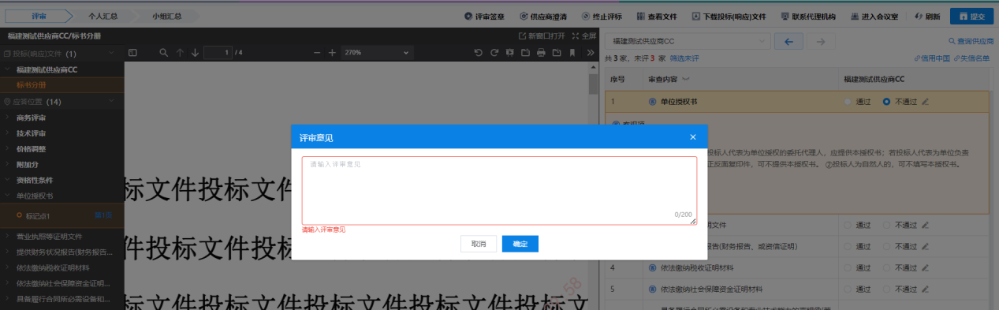 评审 个人汇总 小组汇总 评审签章 供应商澄清 终止评标 查看文件 下载投标(响应)文件 联系代理机构 进入会议室 刷新 提交
福建测试供应商CC/标书分册 新窗口打开 全屏
福建测试供应商CC 查阅供应商
投标(响应)文件 (1) 1 / 4 270%
共3家，未评3 家 筛选未评 信用中国 失信名单
福建测试供应商CC
标书分册
序号 审查内容 福建测试供应商CC
应答位置 (14)
1 单位授权书 通过 不通过
商务评审
技术评审
评审意见
价格调整
投标人代表为单位授权的委托代理人，应提供本授权书；若投标人代表为单位负责
附加分
请输入评审意见
正反面复印件，可不提供本授权书。 ②投标人为自然人的，可不填写本授权书。
资格性条件
单位授权书
标文件投标文件
标记点1 第1页
0/200
请输入评审意见
明文件 通过 不通过
营业执照等证明文件
取消 确定
提供财务状况报告(财务报告...
件投标文件投标
报告(财务报告，或资信证明) 通过 不通过
依法缴纳税收证明材料
4 依法缴纳税收证明材料 通过 不通过
依法缴纳社会保障资金证明...
5 依法缴纳社会保障资金证明材料 通过 不通过
具备履行合同所必需设备和...
标文件投标文件投标文件投标文件投标文
58